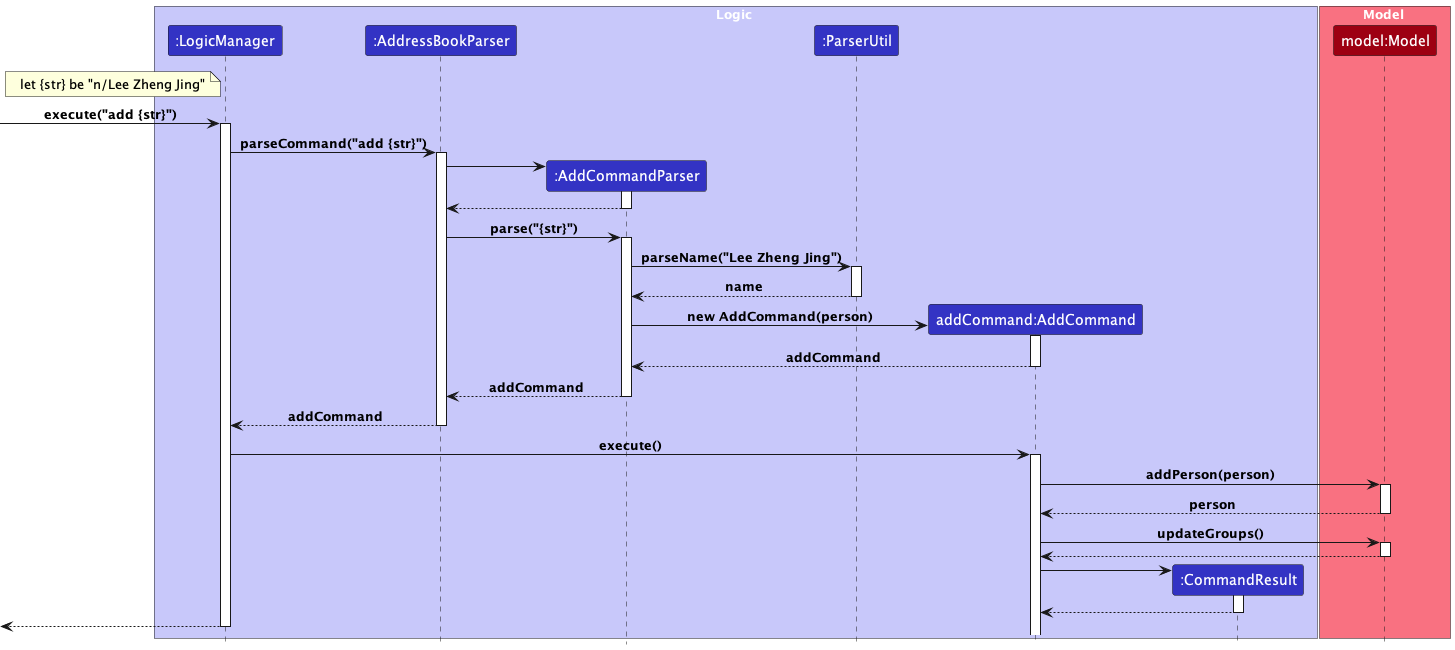 Logic
Model
:LogicManager
:AddressBookParser
:ParserUtil
model:Model
let {str} be "n/Lee Zheng Jing"
execute("add {str}")
parseCommand("add {str}")
:AddCommandParser
parse("{str}")
parseName("Lee Zheng Jing")
name
new AddCommand(person)
addCommand:AddCommand
addCommand
addCommand
addCommand
execute()
addPerson(person)
person
updateGroups()
:CommandResult